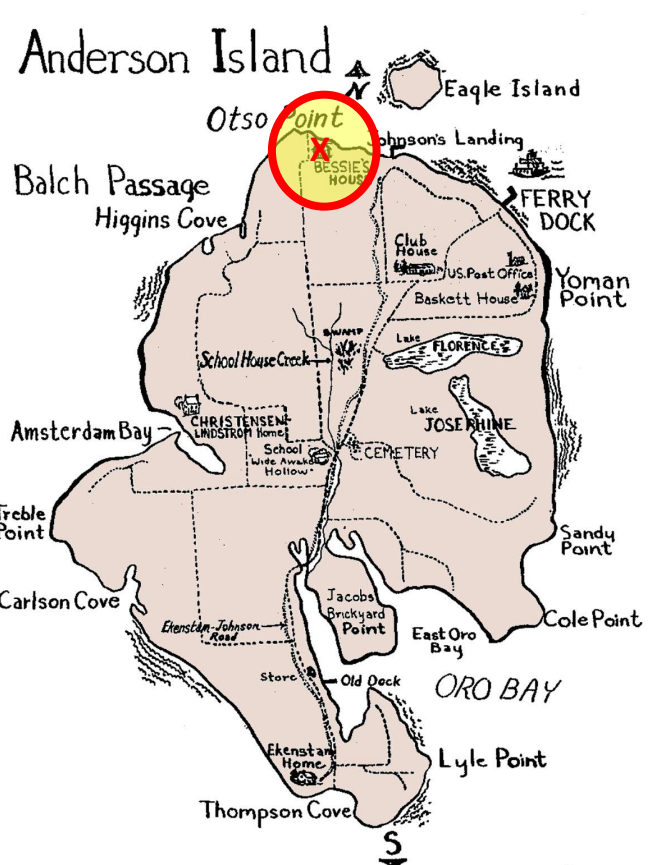 Anderson Island
N
Eagle Island
Otso Point
Johnson's Landing
X
BESSIE'S
HOUSE
Balch Passage
Higgins Cove
FERRY
DOCK
Club
House
U.S. Post Office
Yoman
Point
Baskett House
SWAMP
Lake
FLORENCE
School House Creek
Lake
JOSEPHINE
CHRISTENSEN
LINDSTROM Home
Amsterdam Bay
School
Wide Awake
Hollow
CEMETERY
Treble
Point
Sandy
Point
Carlson Cove
Jacobs
Brickyard
Point
Cole Point
Ekenstam-Johnson
Road
East Oro
Bay
Store
Old Dock
ORO BAY
Ekenstam
Home
Lyle Point
Thompson Cove
S